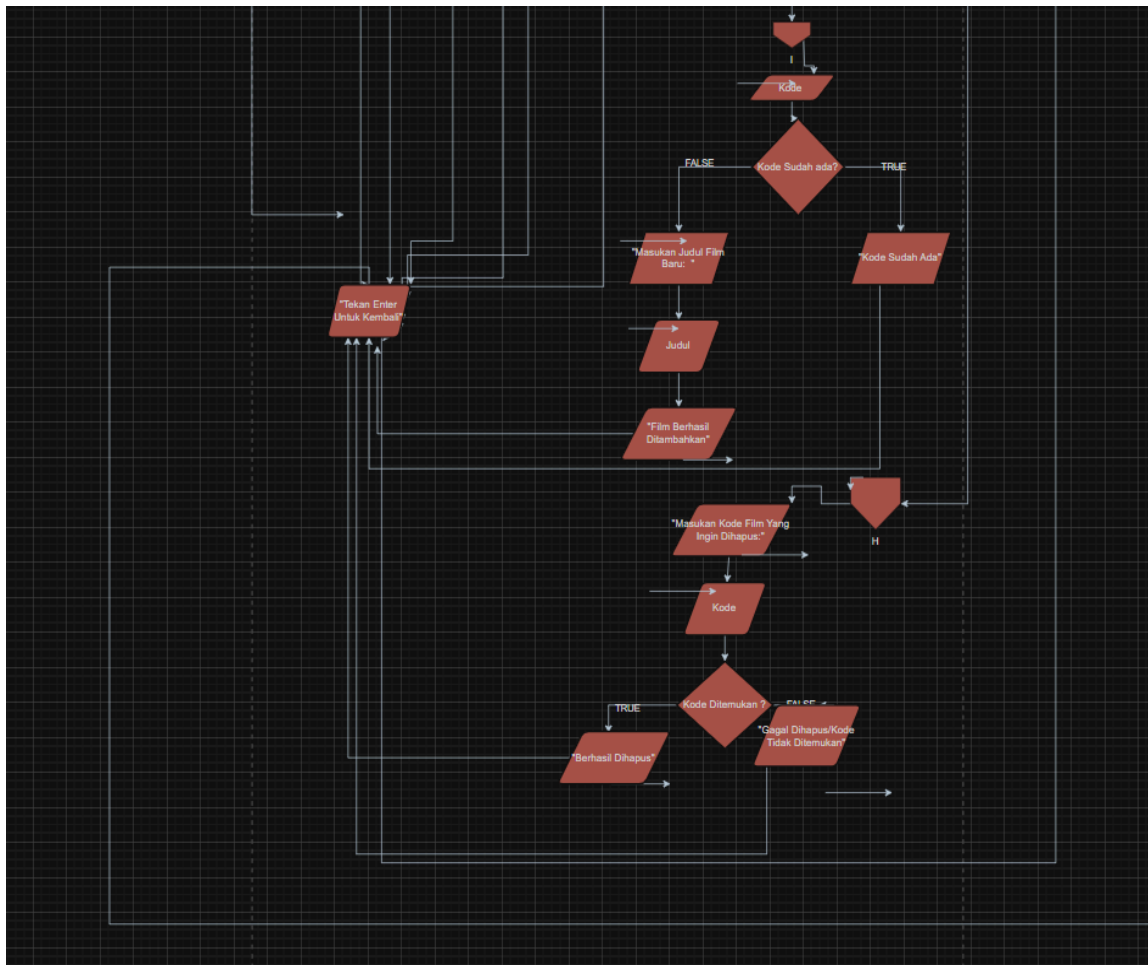 I
Kode
Kode Sudah ada?
FALSE
TRUE
"Masukan Judul Film
Baru:  "
"Kode Sudah Ada"
"Tekan Enter
Untuk Kembali"
Judul
"Film Berhasil
Ditambahkan"
H
"Masukan Kode Film Yang
Ingin Dihapus:"
Kode
Kode Ditemukan ?
TRUE
FALSE
"Gagal Dihapus/Kode
Tidak Ditemukan"
"Berhasil Dihapus"